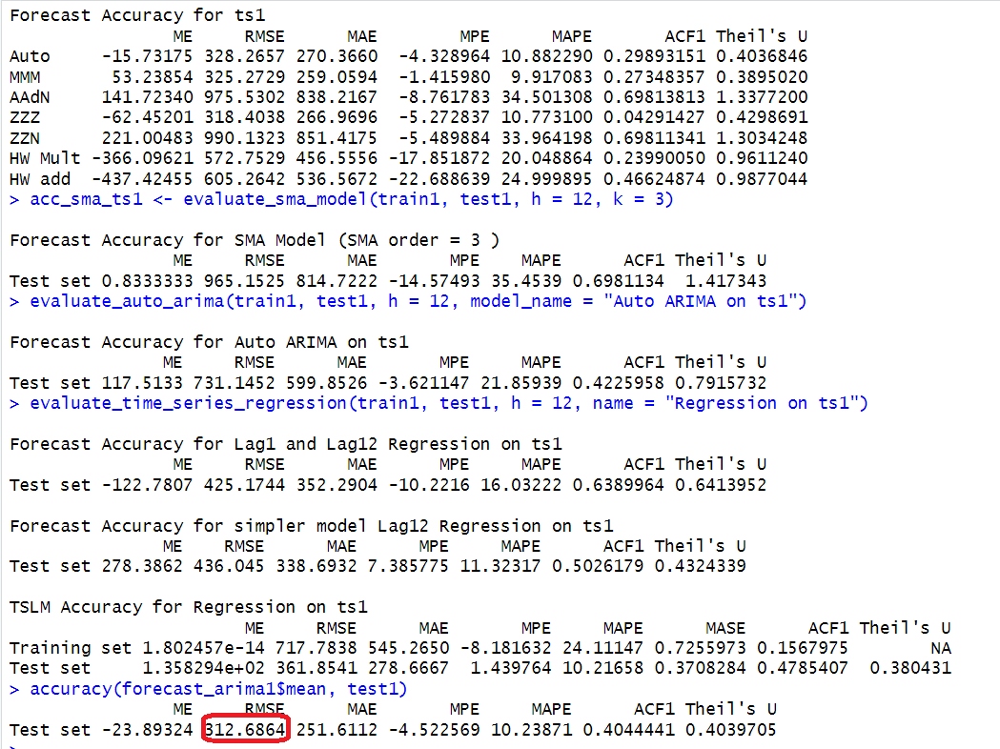 Forecast Accuracy for ts1
ME RMSE MAE MPE MAPE ACF1 Theil's U
Auto -15.73175 328.2657 270.3660 -4.328964 10.882290 0.29893151 0.4036846
MMM 53.23854 325.2729 259.0594 -1.415980 9.917083 0.27348357 0.3895020
AAdN 141.72340 975.5302 838.2167 -8.761783 34.501308 0.69813813 1.3377200
ZZZ -62.45201 318.4038 266.9696 -5.272837 10.773100 0.04291427 0.4298691
ZZN 221.00483 990.1323 851.4175 -5.489884 33.964198 0.69811341 1.3034248
HW Mult -366.09621 572.7529 456.5556 -17.851872 20.048864 0.23990050 0.9611240
HW add -437.42455 605.2642 536.5672 -22.688639 24.999895 0.46624874 0.9877044
> acc_sma_ts1 <- evaluate_sma_model(train1, test1, h = 12, k = 3)
Forecast Accuracy for SMA Model (SMA order = 3 )
ME RMSE MAE MPE MAPE ACF1 Theil's U
Test set 0.8333333 965.1525 814.7222 -14.57493 35.4539 0.6981134 1.417343
> evaluate_auto_arima(train1, test1, h = 12, model_name = "Auto ARIMA on ts1")
Forecast Accuracy for Auto ARIMA on ts1
ME RMSE MAE MPE MAPE ACF1 Theil's U
Test set 117.5133 731.1452 599.8526 -3.621147 21.85939 0.4225958 0.7915732
> evaluate_time_series_regression(train1, test1, h = 12, name = "Regression on ts1")
Forecast Accuracy for Lag1 and Lag12 Regression on ts1
ME RMSE MAE MPE MAPE ACF1 Theil's U
Test set -122.7807 425.1744 352.2904 -10.2216 16.03222 0.6389964 0.6413952
Forecast Accuracy for simpler model Lag12 Regression on ts1
ME RMSE MAE MPE MAPE ACF1 Theil's U
Test set 278.3862 436.045 338.6932 7.385775 11.32317 0.5026179 0.4324339
TSLM Accuracy for Regression on ts1
ME RMSE MAE MPE MAPE MASE ACF1 Theil's U
Training set 1.802457e-14 717.7838 545.2650 -8.181632 24.11147 0.7255973 0.1567975 NA
Test set 1.358294e+02 361.8541 278.6667 1.439764 10.21658 0.3708284 0.4785407 0.380431
> accuracy(forecast_arima1$mean, test1)
ME RMSE MAE MPE MAPE ACF1 Theil's U
Test set -23.89324 312.6864 251.6112 -4.522569 10.23871 0.4044441 0.4039705
>